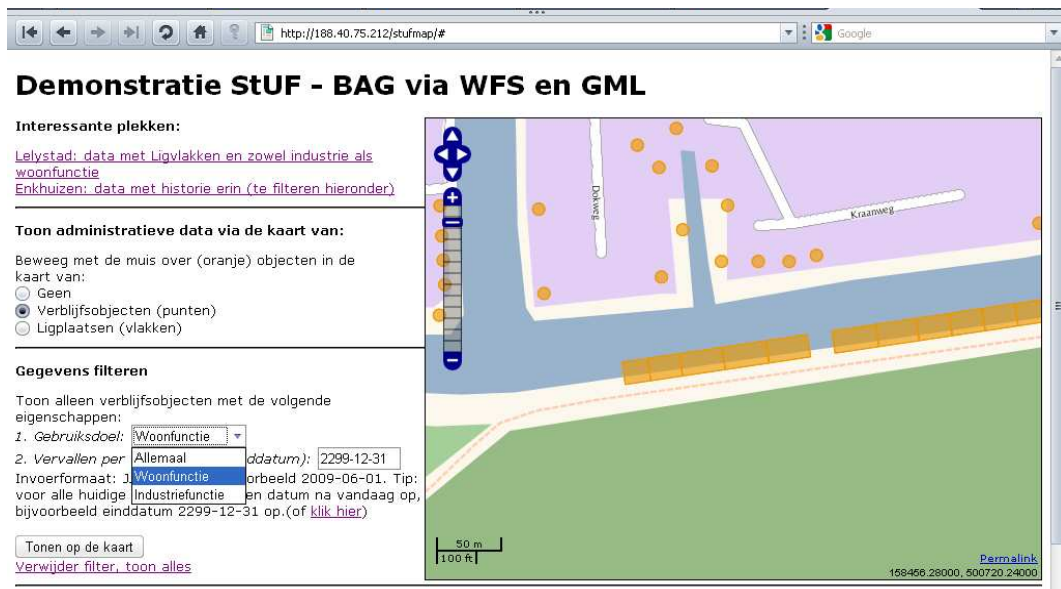 http://188.40.75.212/stufmap/#
Google
Demonstratie StUF - BAG via WFS en GML
Interessante plekken:
Lelystad: data met Ligvlakken en zowel industrie als
woonfunctie
Enkhuizen: data met historie erin (te filteren hieronder)
Toon administratieve data via de kaart van:
Beweeg met de muis over (oranje) objecten in de
kaart van:
Geen
Verblijfsobjecten (punten)
Ligplaatsen (vlakken)
Gegevens filteren
Toon alleen verblijfsobjecten met de volgende
eigenschappen:
1. Gebruiksdoel: Woonfunctie
Allemaal
Woonfunctie
Industriefunctie
2. Vervallen per ddatum): 2299-12-31
Invoerformaat: J orbeeld 2009-06-01. Tip:
voor alle huidige en datum na vandaag op,
bijvoorbeeld einddatum 2299-12-31 op.(of klik hier)
Tonen op de kaart
Verwijder filter, toon alles
Dokweg
Kraanweg
50 m
100 ft
Permalink
158456.28000, 500720.24000